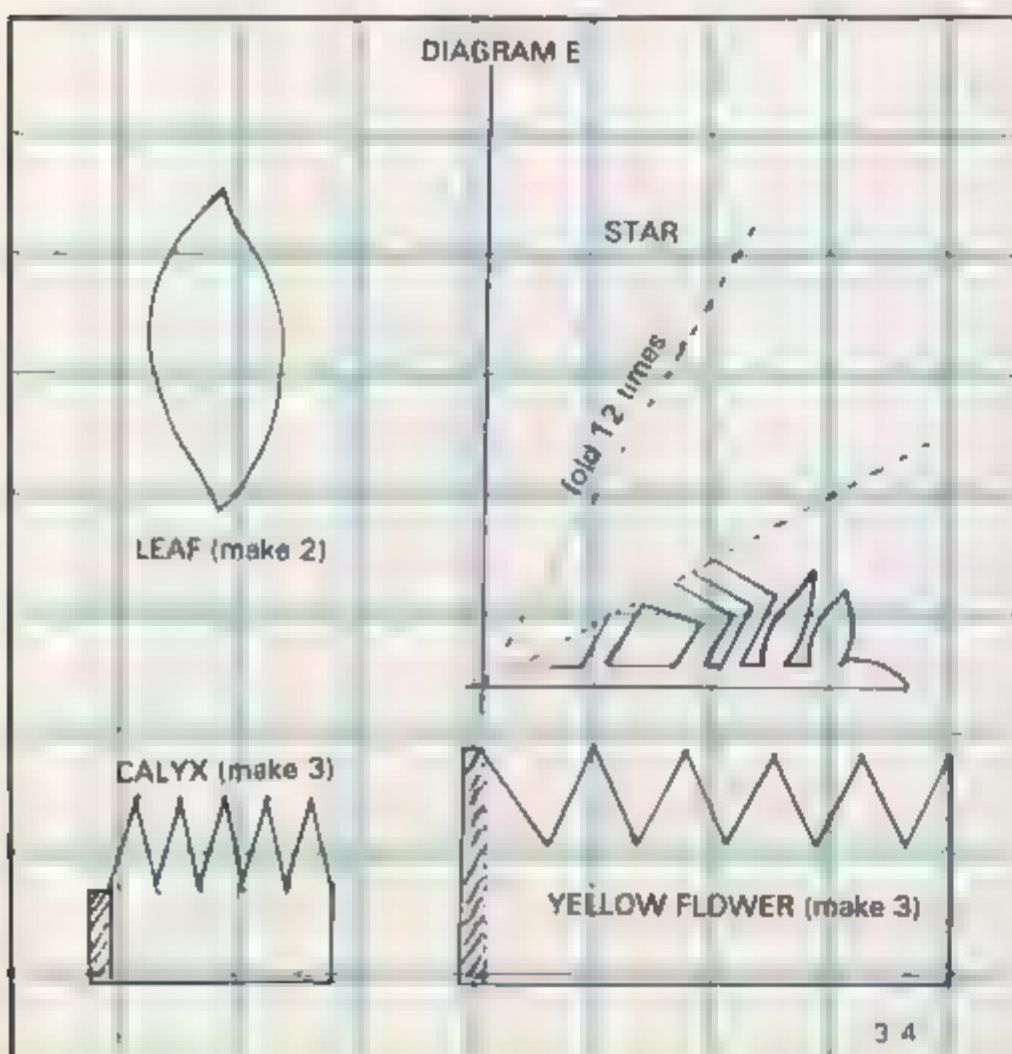 DIAGRAM E
STAR
fold 12 times
LEAF (make 2)
CALYX (make 3)
YELLOW FLOWER (make 3)
3 4